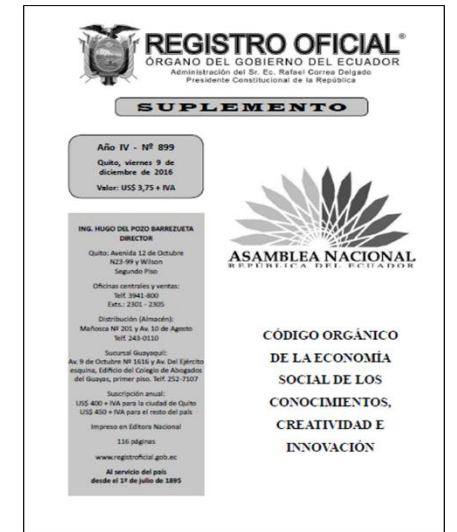 REGISTRO OFICIAL®
ÓRGANO DEL GOBIERNO DEL ECUADOR
Administración del Sr. Ec. Rafael Correa Delgado
Presidente Constitucional de la República
SUPLEMENTO
Año IV - Nº 899
Quito, viernes 9 de
diciembre de 2016
Valor: US$ 3,75 + IVA
ING. HUGO DEL POZO BARREZUETA
DIRECTOR
Quito: Avenida 12 de Octubre
N23-99 y Wilson
Segundo Piso
Oficinas centrales y ventas:
Telf. 3941-800
Exts.: 2301 - 2305
Distribución (Almacén):
Mañosca Nº 201 y Av. 10 de Agosto
Telf. 243-0110
Sucursal Guayaquil:
Av. 9 de Octubre Nº 1616 y Av. Del Ejército
esquina, Edificio del Colegio de Abogados
del Guayas, primer piso. Telf. 252-7107
Suscripción anual:
US$ 400 + IVA para la ciudad de Quito
US$ 450 + IVA para el resto del país
Impreso en Editora Nacional
116 páginas
www.registroficial.gob.ec
Al servicio del país
desde el 1º de julio de 1895
ASAMBLEA NACIONAL
REPÚBLICA DEL ECUADOR
CÓDIGO ORGÁNICO
DE LA ECONOMÍA
SOCIAL DE LOS
CONOCIMIENTOS,
CREATIVIDAD E
INNOVACIÓN